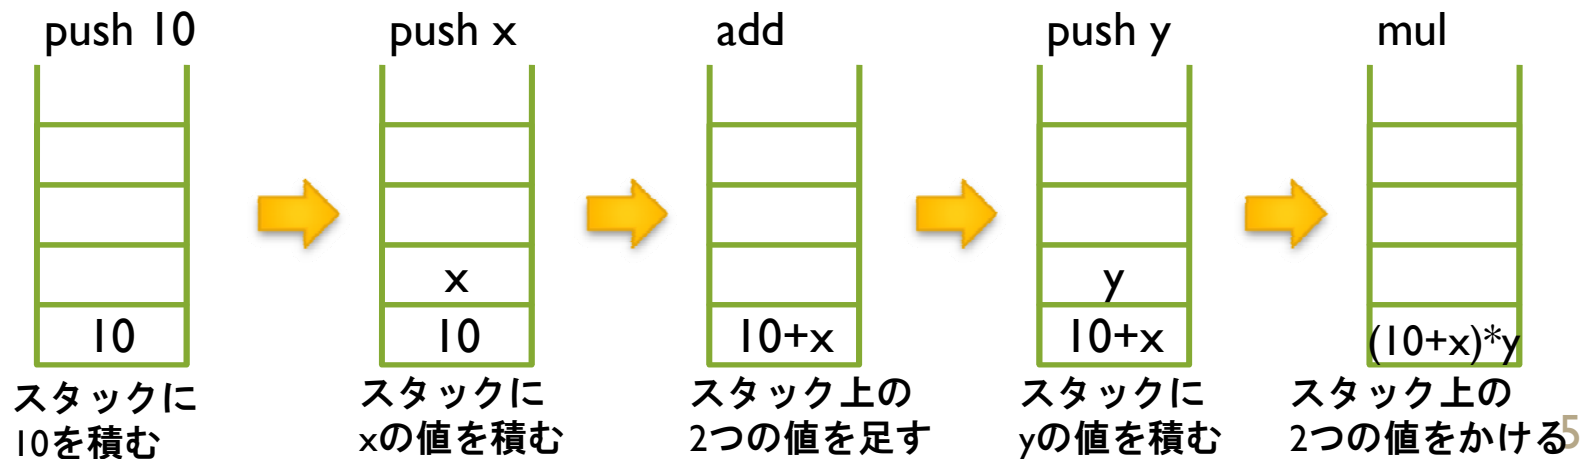 push 10
push x
add
push y
mul
10
x
10
10+x
y
10+x
(10+x)*y
スタックに
10を積む
スタックに
xの値を積む
スタック上の
2つの値を足す
スタックに
yの値を積む
スタック上の
2つの値をかける
5